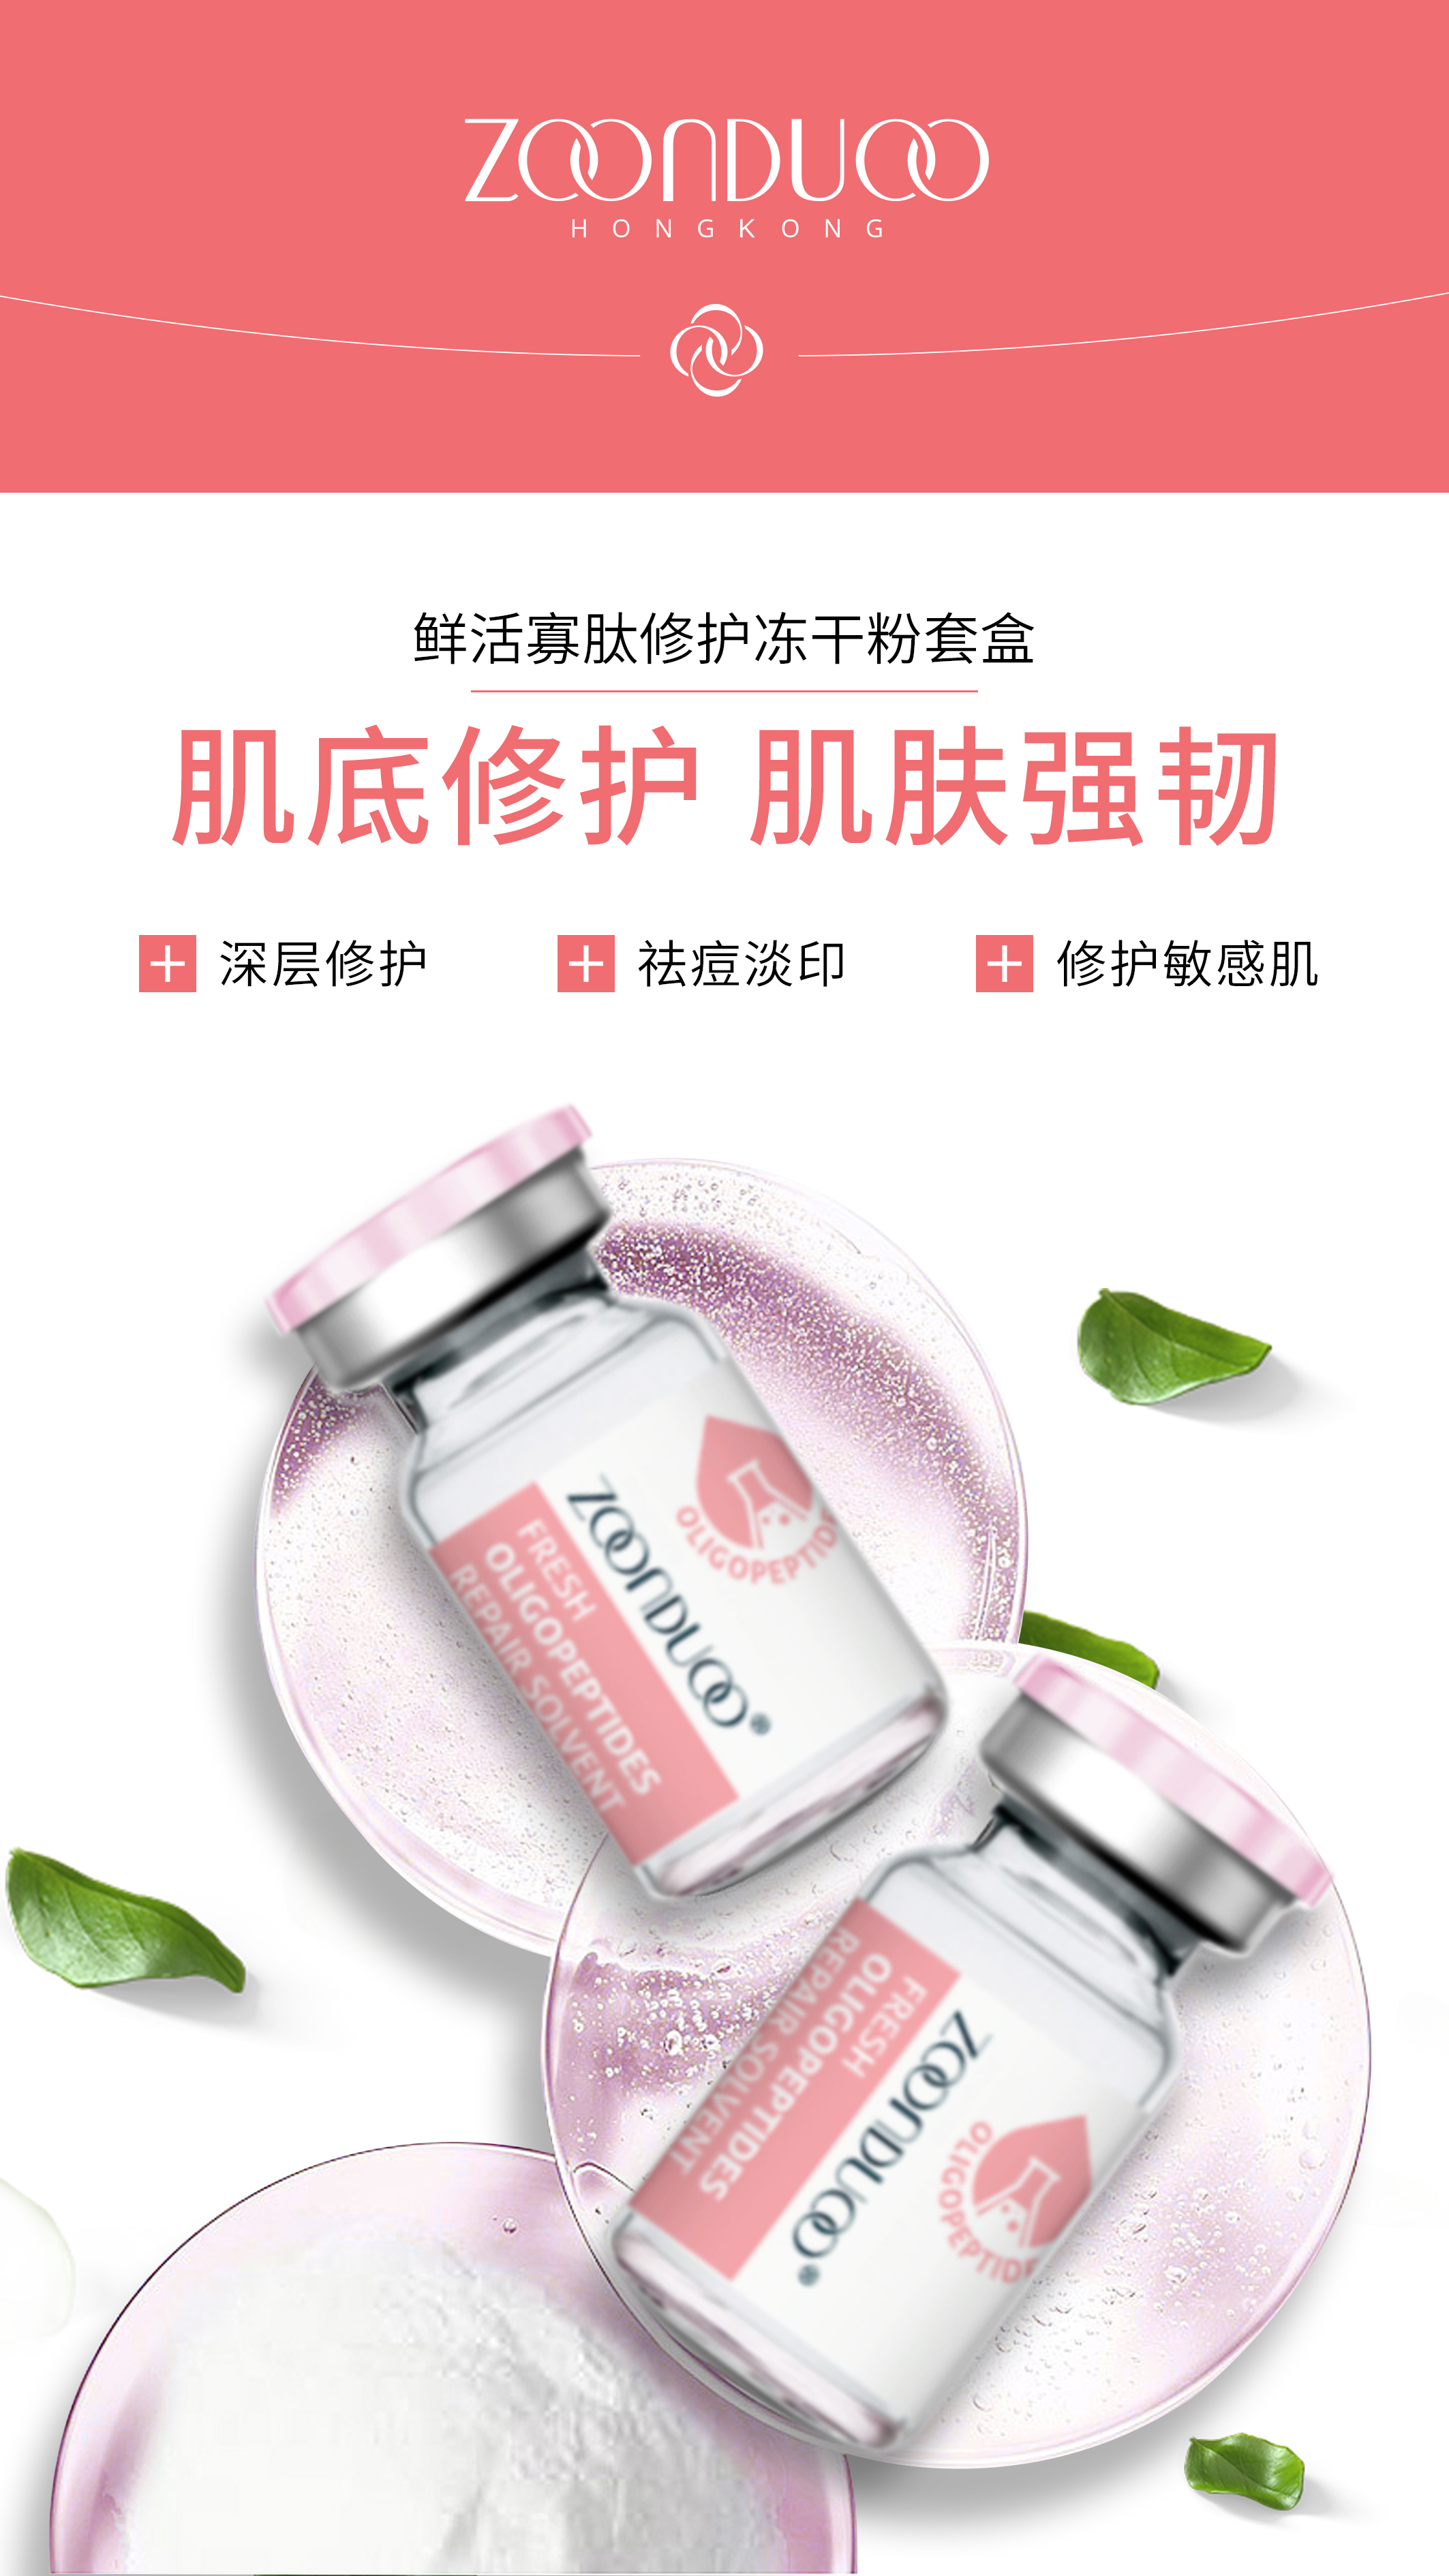 ZOONDUOO
HONGKONG
鲜活寡肽修护冻干粉套盒
肌底修护 肌肤强韧
深层修护
祛痘淡印
修护敏感肌
OLIGOPEPTIDE
ZOONDUOO®
FRESH
OLIGOPEPTIDES
REPAIR SOLVENT
FRESH
OLIGOPEPTIDES
REPAIR SOLVENT
ZOONDUOO®
OLIGOPEPTIDE